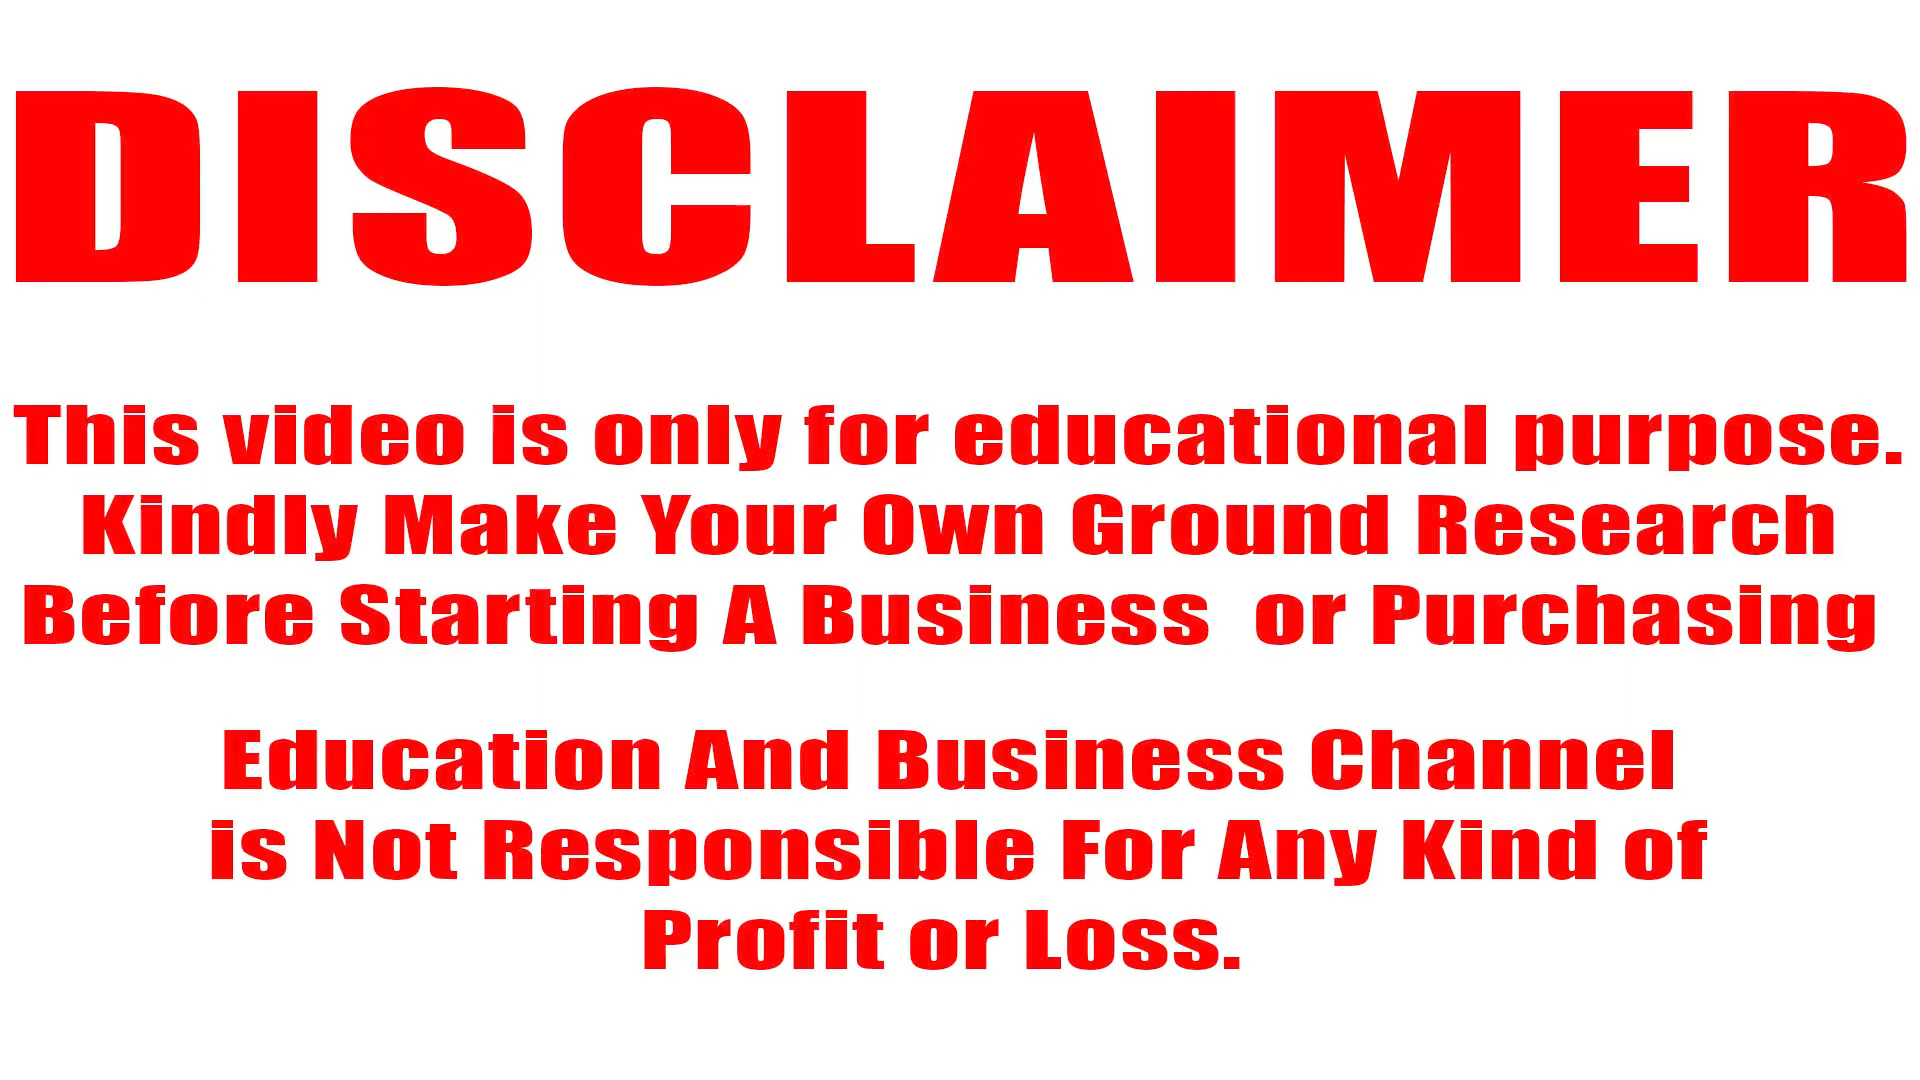 DISCLAIMER
This video is only for educational purpose.
Kindly Make Your Own Ground Research
Before Starting A Business or Purchasing
Education And Business Channel
is Not Responsible For Any Kind of
Profit or Loss.